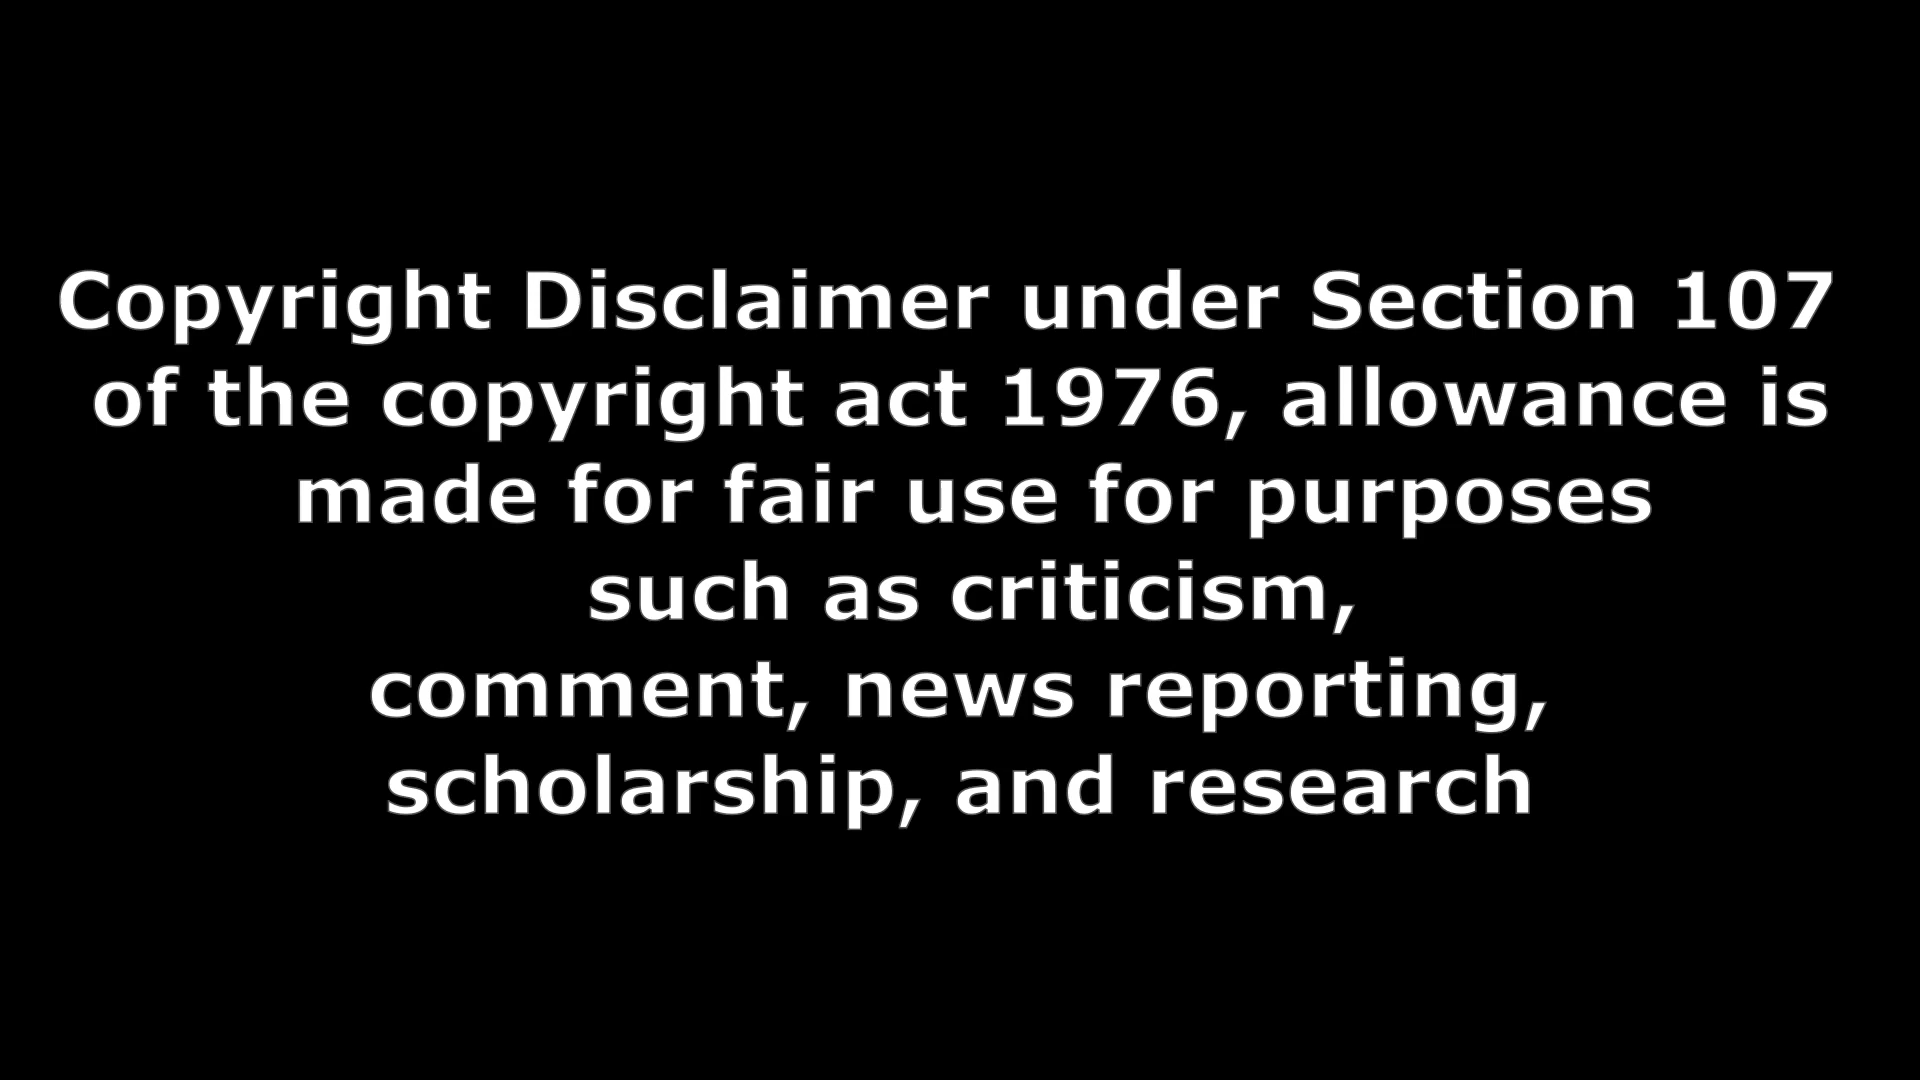 Copyright Disclaimer under Section 107
of the copyright act 1976, allowance is
made for fair use for purposes
such as criticism,
comment, news reporting,
scholarship, and research